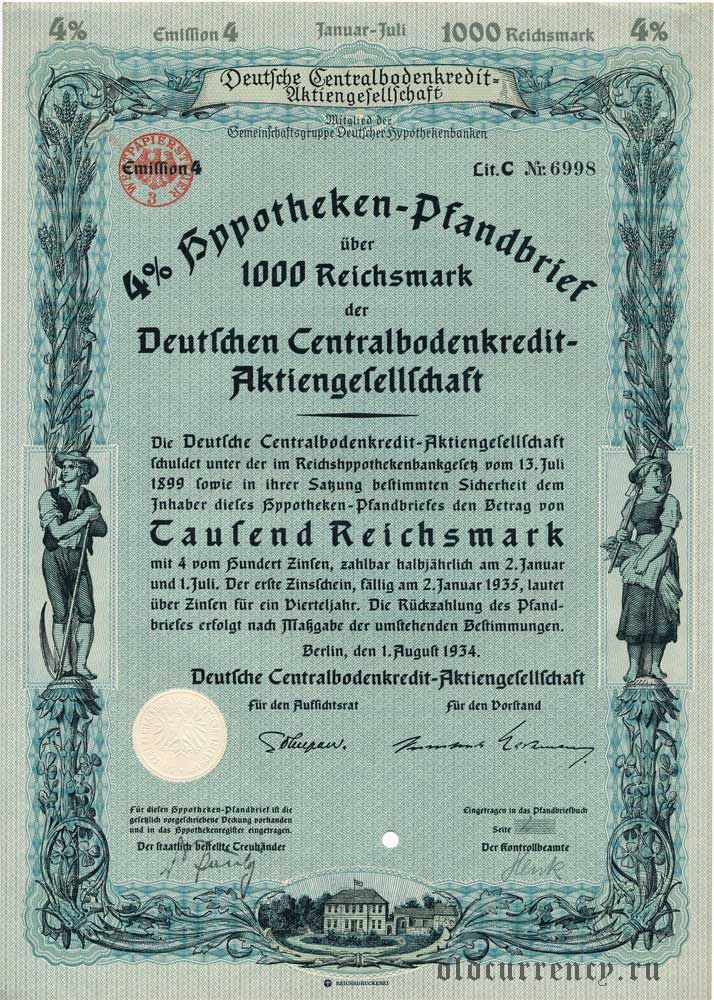 4% Emission 4 Januar-Juli 1000 Reichsmark 4%
Deutsche Centralbodenkredit-
Aktiengesellschaft
Mitglied der
Gemeinschaftsgruppe Deutscher Hypothekenbanken
WERTPAPIERSTEUER
3
Emission 4
Lit. C Nr. 6998
4% Hypotheken-Pfandbrief
über
1000 Reichsmark
der
Deutschen Centralbodenkredit-
Aktiengesellschaft
Die Deutsche Centralbodenkredit-Aktiengesellschaft
schuldet unter der im Reichshypothekenbankgesetz vom 13. Juli
1899 sowie in ihrer Satzung bestimmten Sicherheit dem
Inhaber dieses Hypotheken-Pfandbriefes den Betrag von
Tausend Reichsmark
mit 4 vom Hundert Zinsen, zahlbar halbjährlich am 2. Januar
und 1. Juli. Der erste Zinsschein, fällig am 2. Januar 1935, lautet
über Zinsen für ein Vierteljahr. Die Rückzahlung des Pfand-
briefes erfolgt nach Maßgabe der umstehenden Bestimmungen.
Berlin, den 1. August 1934.
Deutsche Centralbodenkredit-Aktiengesellschaft
für den Aufsichtsrat
für den Vorstand
Für diesen Hypotheken-Pfandbrief ist die
gesetzlich vorgeschriebene Deckung vorhanden
und in das Hypothekenregister eingetragen.
Der staatlich bestellte Treuhänder
Eingetragen in das Pfandbriefbuch
Seite
Der Kontrollbeamte
REICHSDRUCKEREI
oldcurrency.ru